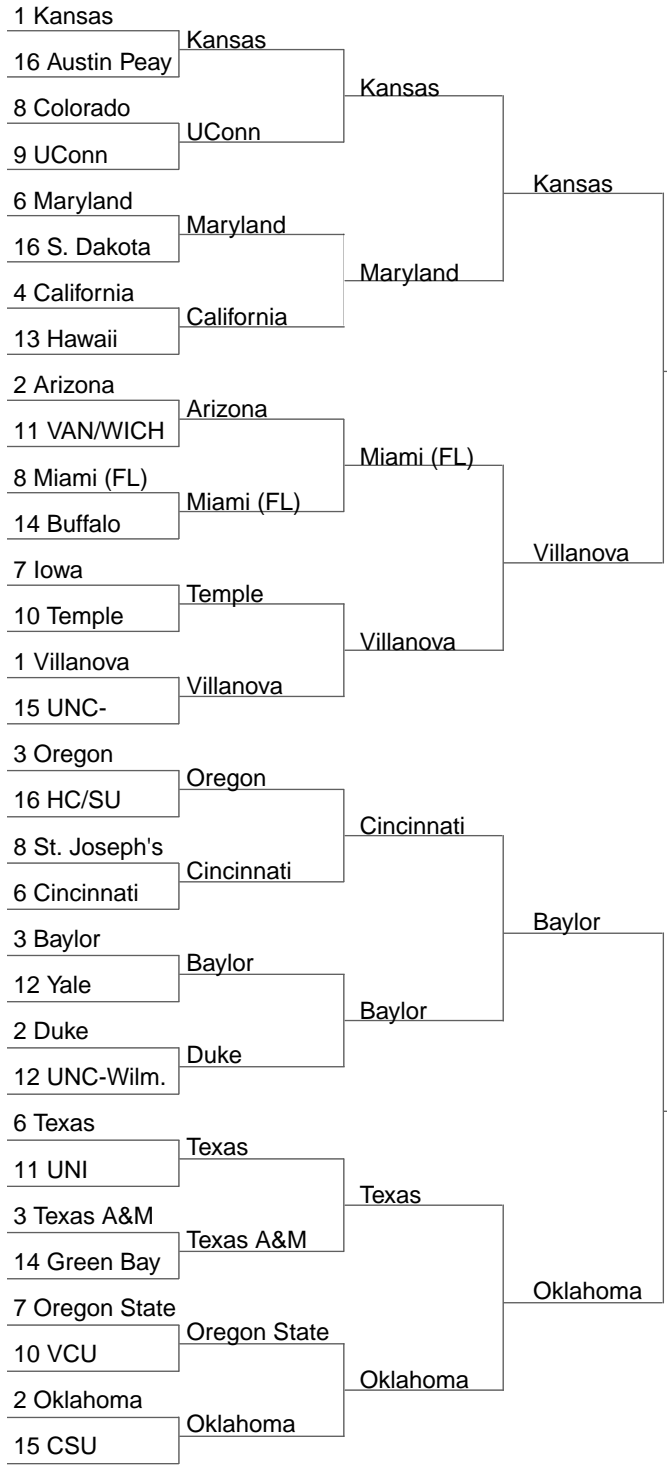 1 Kansas
16 Austin Peay
8 Colorado
9 UConn
6 Maryland
16 S. Dakota
4 California
13 Hawaii
2 Arizona
11 VAN/WICH
8 Miami (FL)
14 Buffalo
7 Iowa
10 Temple
1 Villanova
15 UNC-
3 Oregon
16 HC/SU
8 St. Joseph's
6 Cincinnati
3 Baylor
12 Yale
2 Duke
12 UNC-Wilm.
6 Texas
11 UNI
3 Texas A&M
14 Green Bay
7 Oregon State
10 VCU
2 Oklahoma
15 CSU
Kansas
UConn
Maryland
California
Arizona
Miami (FL)
Temple
Villanova
Oregon
Cincinnati
Baylor
Duke
Texas
Texas A&M
Oregon State
Oklahoma
Kansas
Maryland
Miami (FL)
Villanova
Cincinnati
Baylor
Texas
Oklahoma
Kansas
Villanova
Baylor
Oklahoma